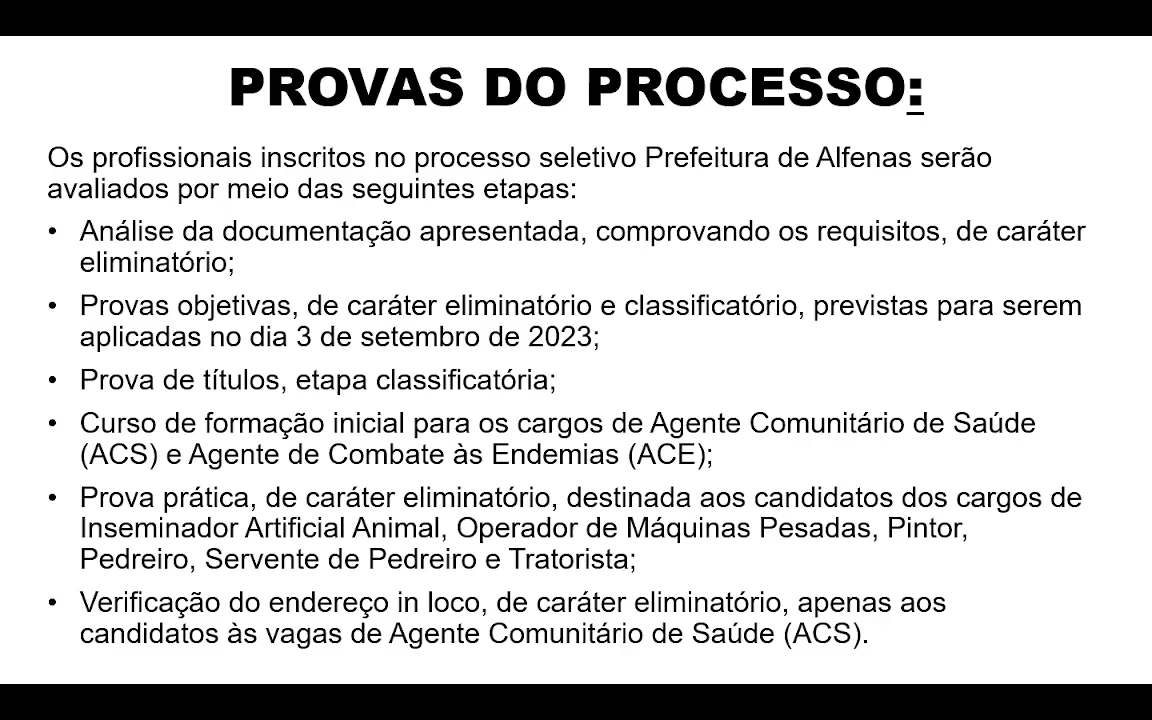 PROVAS DO PROCESSO:
Os profissionais inscritos no processo seletivo Prefeitura de Alfenas serão
avaliados por meio das seguintes etapas:
• Análise da documentação apresentada, comprovando os requisitos, de caráter
eliminatório;
• Provas objetivas, de caráter eliminatório e classificatório, previstas para serem
aplicadas no dia 3 de setembro de 2023;
• Prova de títulos, etapa classificatória;
• Curso de formação inicial para os cargos de Agente Comunitário de Saúde
(ACS) e Agente de Combate às Endemias (ACE);
• Prova prática, de caráter eliminatório, destinada aos candidatos dos cargos de
Inseminador Artificial Animal, Operador de Máquinas Pesadas, Pintor,
Pedreiro, Servente de Pedreiro e Tratorista;
• Verificação do endereço in loco, de caráter eliminatório, apenas aos
candidatos às vagas de Agente Comunitário de Saúde (ACS).